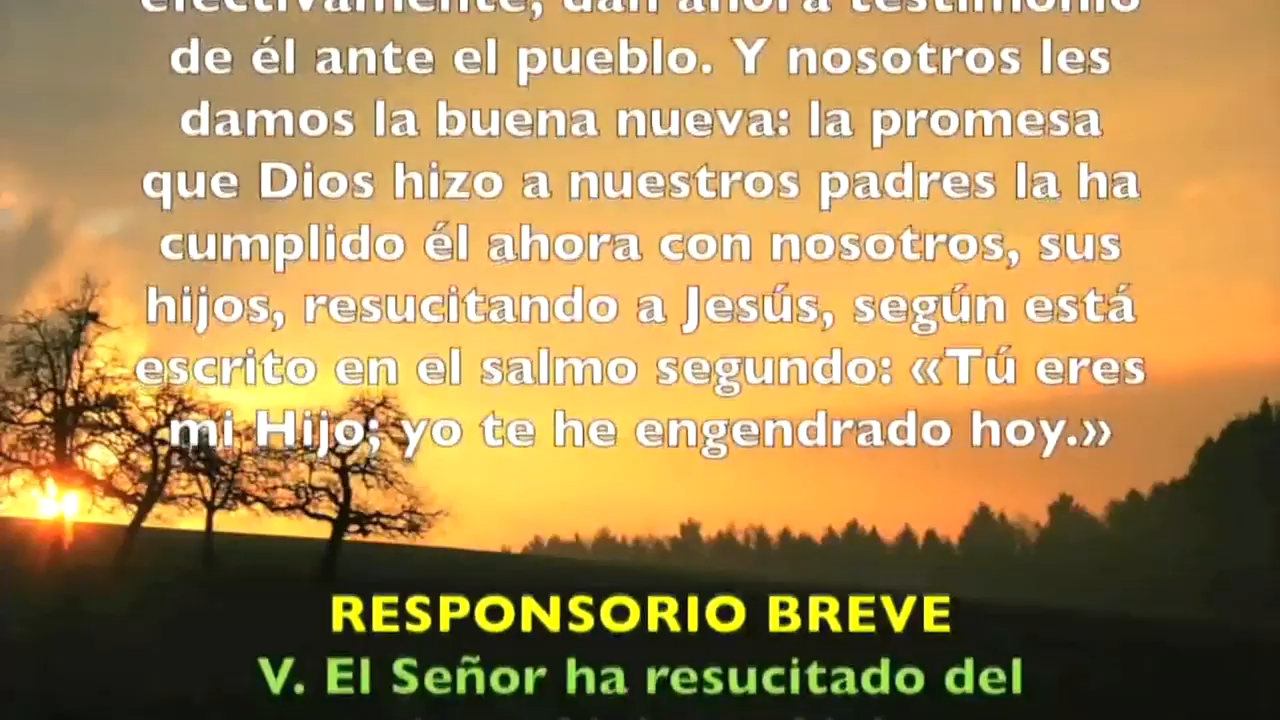 efectivamente, dan ahora testimonio
de él ante el pueblo. Y nosotros les
damos la buena nueva: la promesa
que Dios hizo a nuestros padres la ha
cumplido él ahora con nosotros, sus
hijos, resucitando a Jesús, según está
escrito en el salmo segundo: «Tú eres
mi Hijo; yo te he engendrado hoy.»
RESPONSORIO BREVE
V. El Señor ha resucitado del